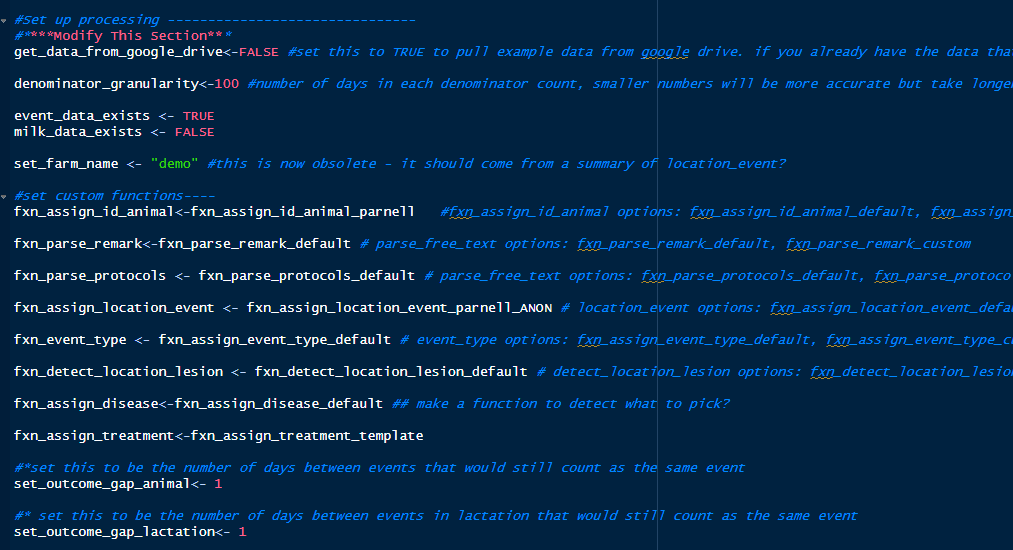 #Set up processing -------------------------------
#*****Modify This Section***
get_data_from_google_drive<-FALSE #set this to TRUE to pull example data from google drive. if you already have the data tha
denominator_granularity<-100 #number of days in each denominator count, smaller numbers will be more accurate but take longe
event_data_exists <- TRUE
milk_data_exists <- FALSE
set_farm_name <- "demo" #this is now obsolete - it should come from a summary of location_event?
#set custom functions----
fxn_assign_id_animal<-fxn_assign_id_animal_parnell   #fxn_assign_id_animal options: fxn_assign_id_animal_default, fxn_assign
fxn_parse_remark<-fxn_parse_remark_default # parse_free_text options: fxn_parse_remark_default, fxn_parse_remark_custom
fxn_parse_protocols <- fxn_parse_protocols_default # parse_free_text options: fxn_parse_protocols_default, fxn_parse_protoco
fxn_assign_location_event <- fxn_assign_location_event_parnell_ANON # location_event options: fxn_assign_location_event_defa
fxn_event_type <- fxn_assign_event_type_default # event_type options: fxn_assign_event_type_default, fxn_assign_event_type_c
fxn_detect_location_lesion <- fxn_detect_location_lesion_default # detect_location_lesion options: fxn_detect_location_lesio
fxn_assign_disease<-fxn_assign_disease_default ## make a function to detect what to pick?
fxn_assign_treatment<-fxn_assign_treatment_template
#*set this to be the number of days between events that would still count as the same event
set_outcome_gap_animal<- 1
#* set this to be the number of days between events in lactation that would still count as the same event
set_outcome_gap_lactation<- 1